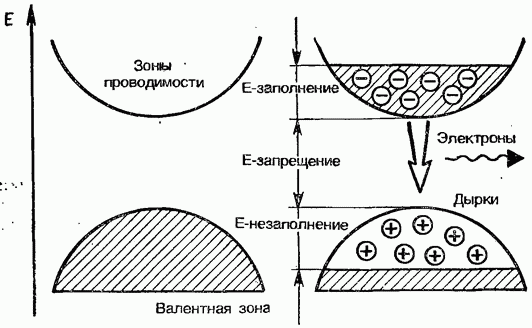 E
Зоны
проводимости
Е-заполнение
Электроны
Е-запрещение
Дырки
Е-незаполнение
Валентная зона